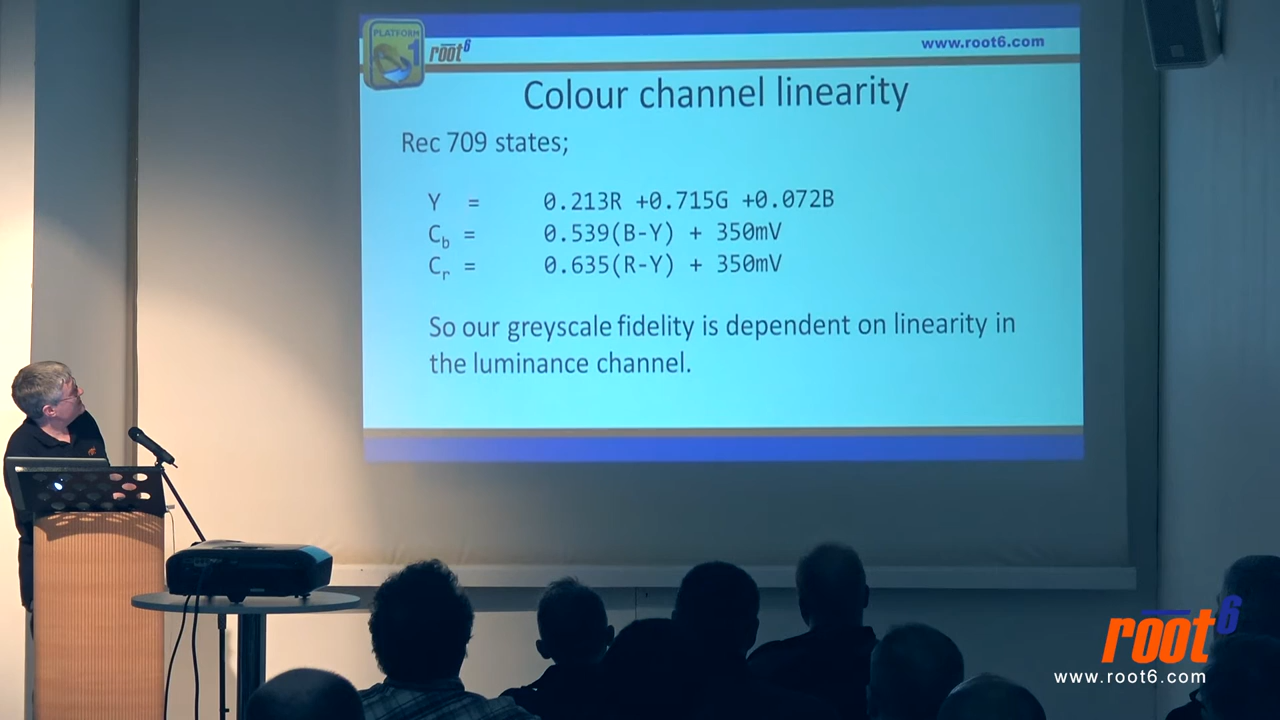 PLATFORM
1
root6
www.root6.com
Colour channel linearity
Rec 709 states;
Y = 0.213R +0.715G +0.072B
Cb = 0.539(B-Y) + 350mV
Cr = 0.635(R-Y) + 350mV
So our greyscale fidelity is dependent on linearity in
the luminance channel.
root6
www.root6.com